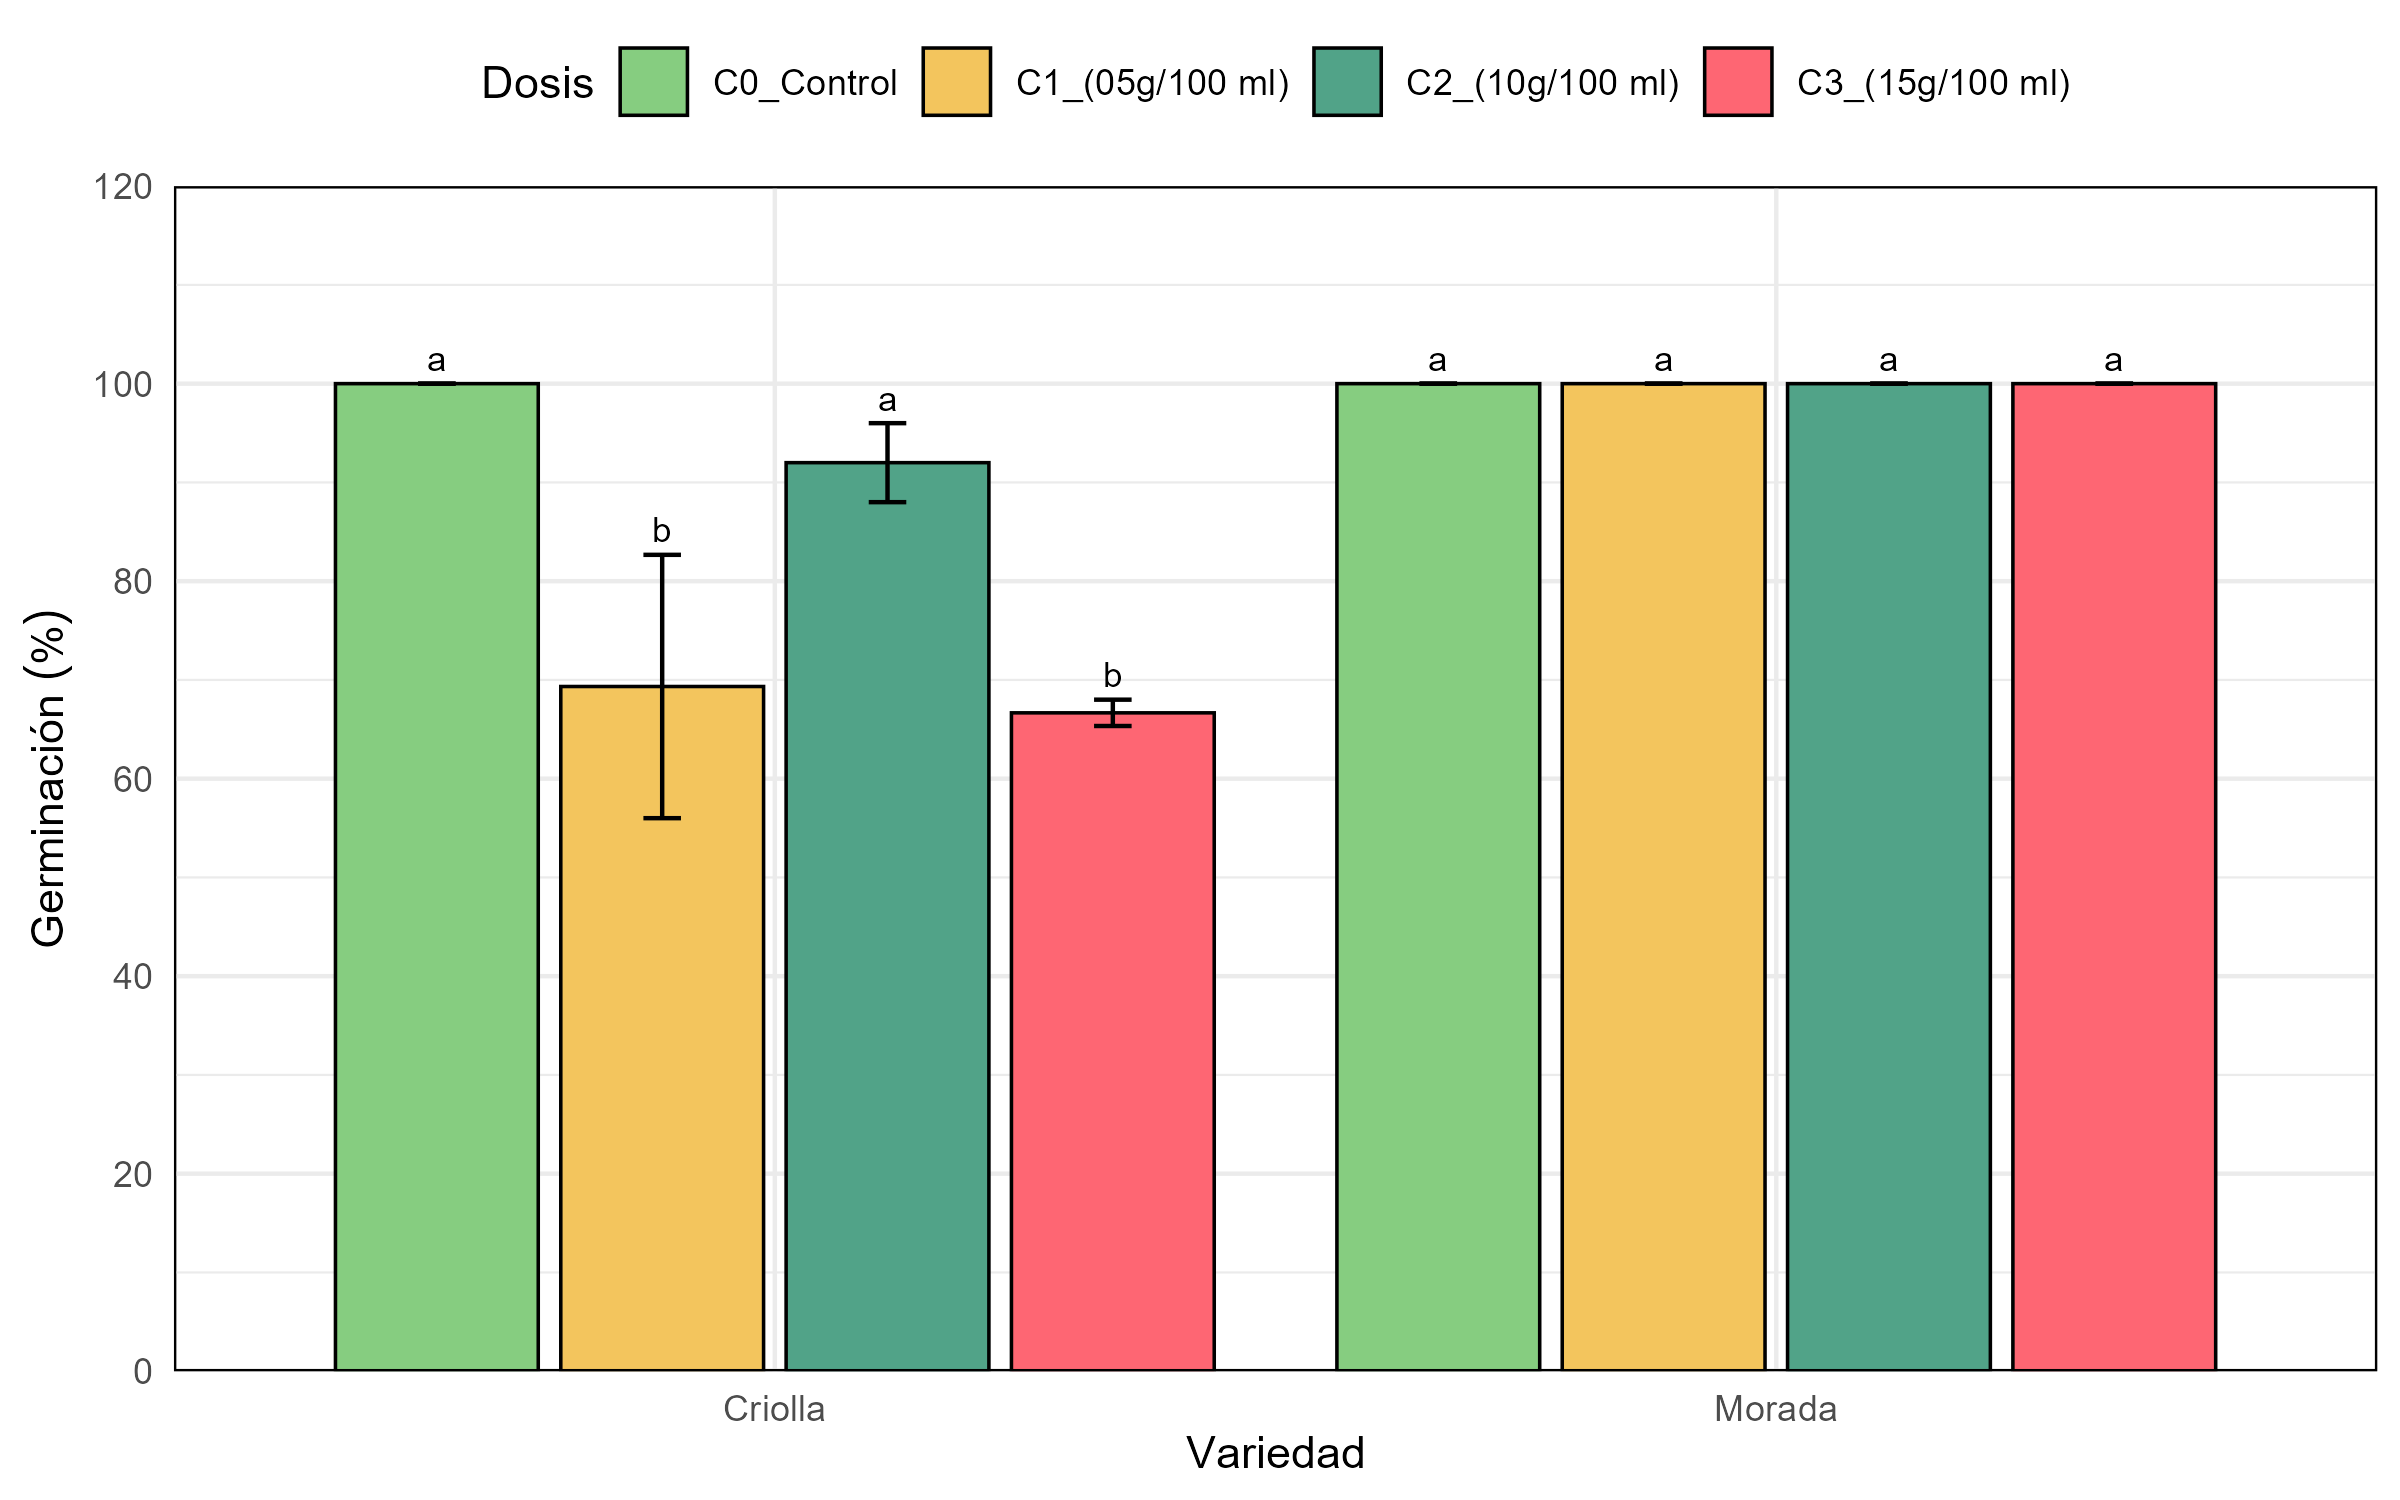 Dosis C0_Control C1_(05g/100 ml) C2_(10g/100 ml) C3_(15g/100 ml)
120
100
80
60
40
20
0
Germinación (%)
a
b
a
b
a
a
a
a
Criolla
Morada
Variedad